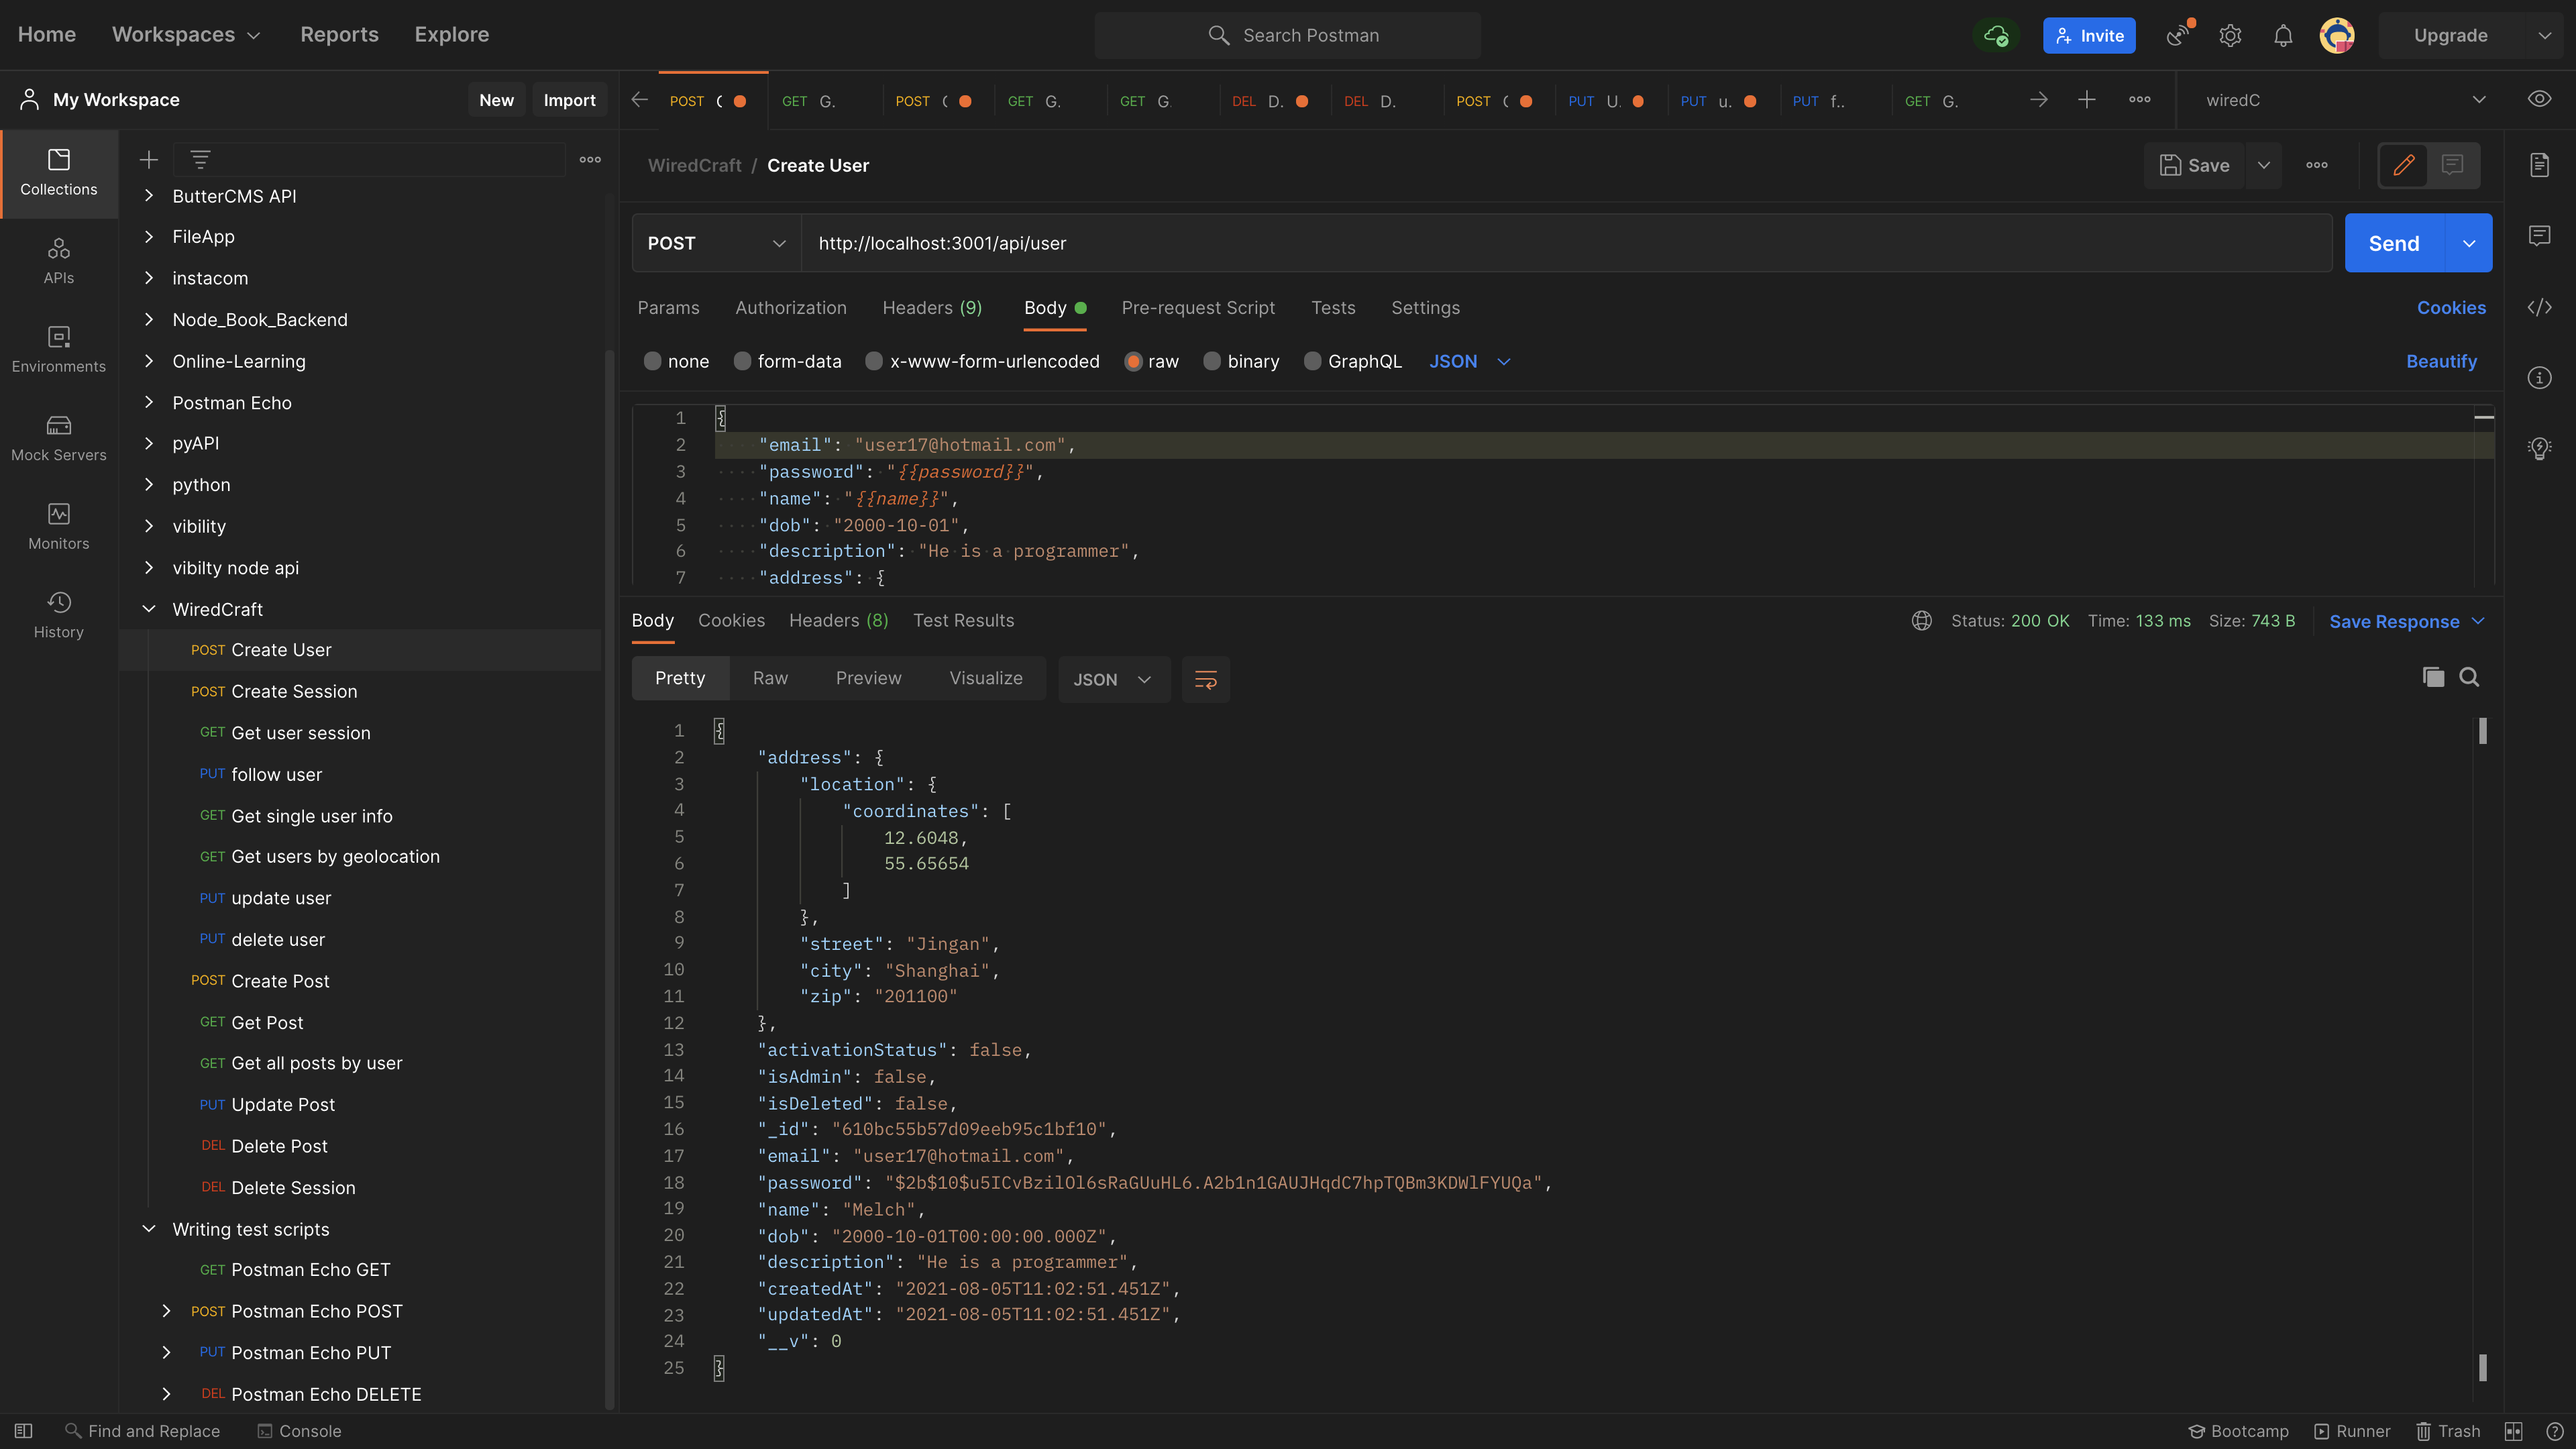 Home Workspaces Reports Explore Search Postman Invite Upgrade
My Workspace New Import POST GET G. POST GET G. GET G DEL D. DEL D. POST PUT U. PUT u. PUT f.. GET G. wiredC
Collections
APIs
Environments
Mock Servers
Monitors
History
ButterCMS API
FileApp
instacom
Node_Book_Backend
Online-Learning
Postman Echo
pyAPI
python
vibility
vibilty node api
WiredCraft
POST Create User
POST Create Session
GET Get user session
PUT follow user
GET Get single user info
GET Get users by geolocation
PUT update user
PUT delete user
POST Create Post
GET Get Post
GET Get all posts by user
PUT Update Post
DEL Delete Post
DEL Delete Session
Writing test scripts
GET Postman Echo GET
POST Postman Echo POST
PUT Postman Echo PUT
DEL Postman Echo DELETE
WiredCraft / Create User Save
POST http://localhost:3001/api/user Send
Params Authorization Headers (9) Body Pre-request Script Tests Settings Cookies
none form-data x-www-form-urlencoded raw binary GraphQL JSON Beautify
1 {
2 "email": "user17@hotmail.com",
3 "password": "{{password}}",
4 "name": "{{name}}",
5 "dob": "2000-10-01",
6 "description": "He is a programmer",
7 "address": {
Body Cookies Headers (8) Test Results Status: 200 OK Time: 133 ms Size: 743 B Save Response
Pretty Raw Preview Visualize JSON
1 {
2 "address": {
3 "location": {
4 "coordinates": [
5 12.6048,
6 55.65654
7 ]
8 },
9 "street": "Jingan",
10 "city": "Shanghai",
11 "zip": "201100"
12 },
13 "activationStatus": false,
14 "isAdmin": false,
15 "isDeleted": false,
16 "_id": "610bc55b57d09eeb95c1bf10",
17 "email": "user17@hotmail.com",
18 "password": "$2b$10$u5ICvBzilOl6sRaGUuHL6.A2b1n1GAUJHqdC7hpTQBm3KDWlFYUQa",
19 "name": "Melch",
20 "dob": "2000-10-01T00:00:00.000Z",
21 "description": "He is a programmer",
22 "createdAt": "2021-08-05T11:02:51.451Z",
23 "updatedAt": "2021-08-05T11:02:51.451Z",
24 "__v": 0
25 }
Find and Replace Console Bootcamp Runner Trash